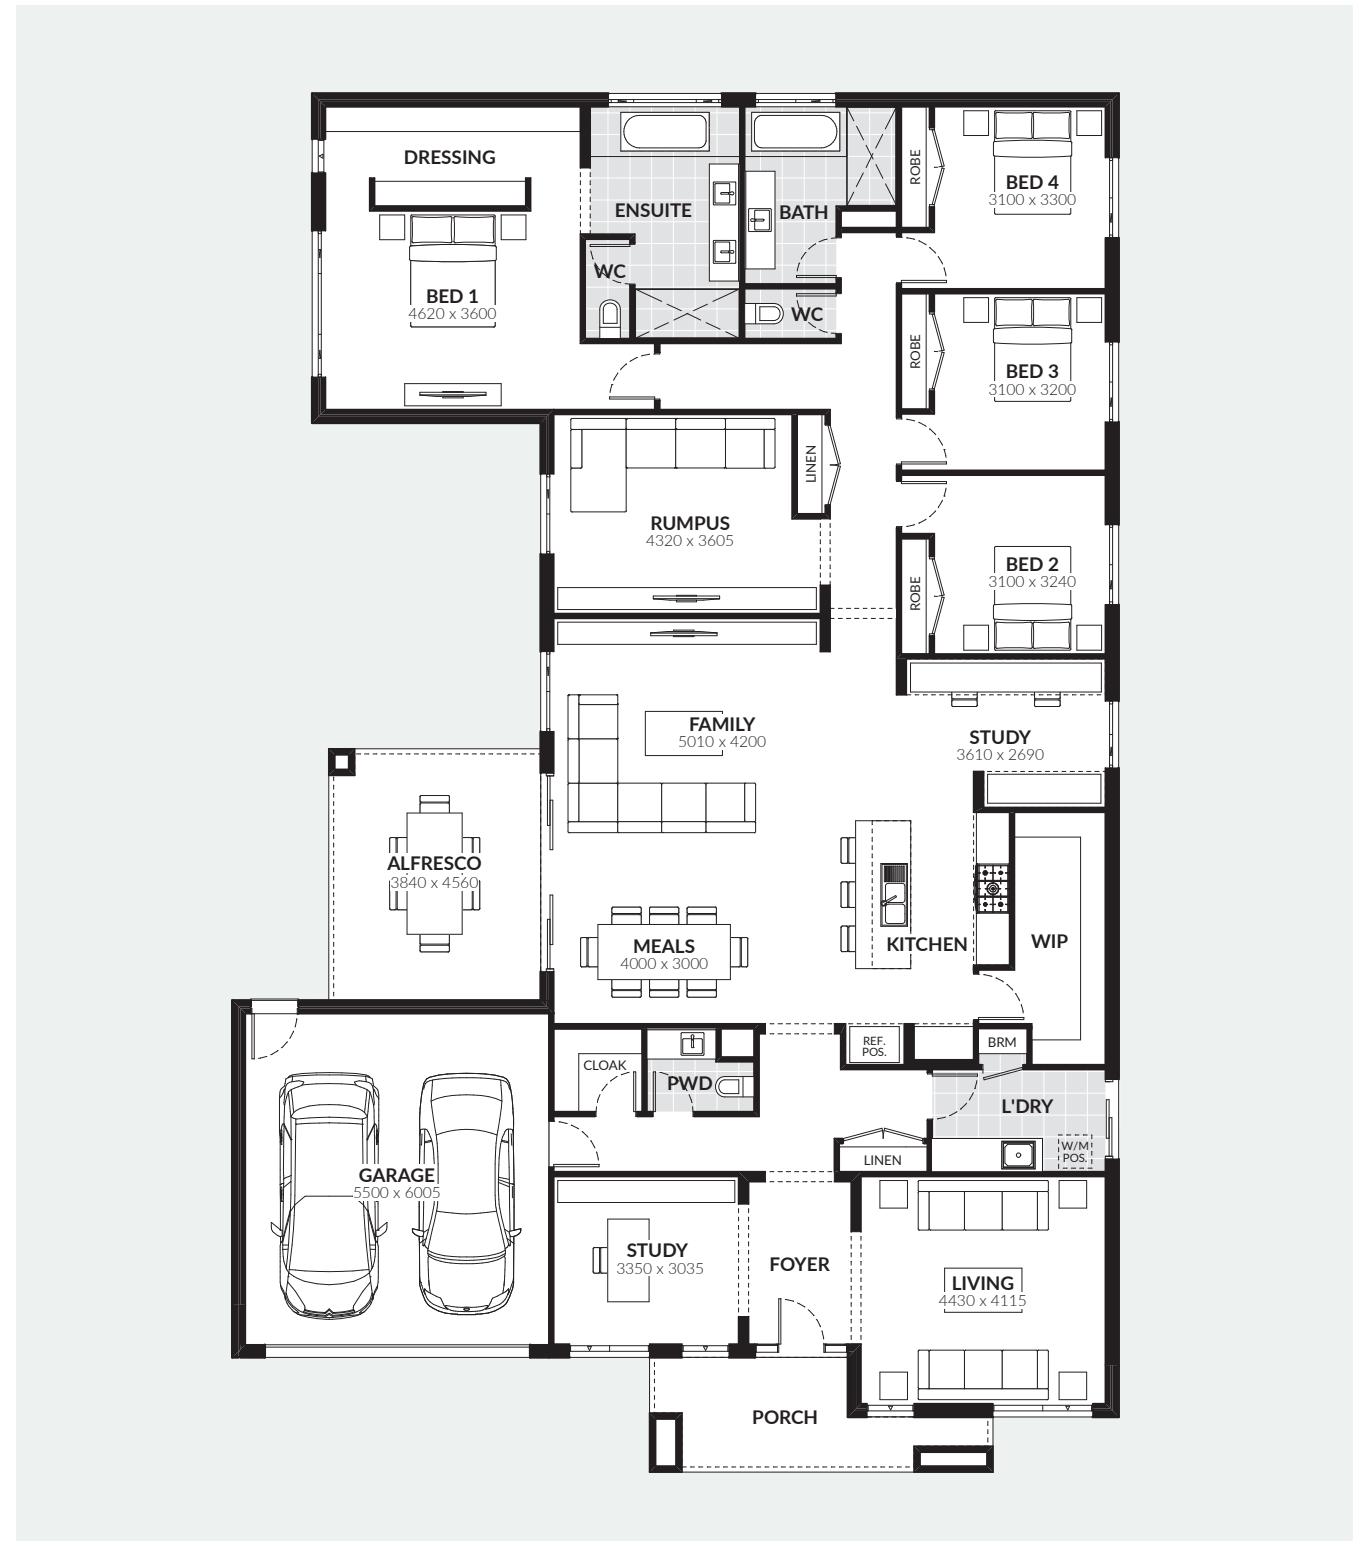 DRESSING
ENSUITE
BATH
ROBE
BED 4
3100 x 3300
WC
BED 1
4620 x 3600
WC
ROBE
BED 3
3100 x 3200
LINEN
RUMPUS
4320 x 3605
ROBE
BED 2
3100 x 3240
FAMILY
5010 x 4200
STUDY
3610 x 2690
ALFRESCO
3840 x 4560
MEALS
4000 x 3000
KITCHEN
WIP
CLOAK
PWD
REF.
POS.
BRM
L'DRY
W/M
POS.
LINEN
GARAGE
5500 x 6005
STUDY
3350 x 3035
FOYER
LIVING
4430 x 4115
PORCH